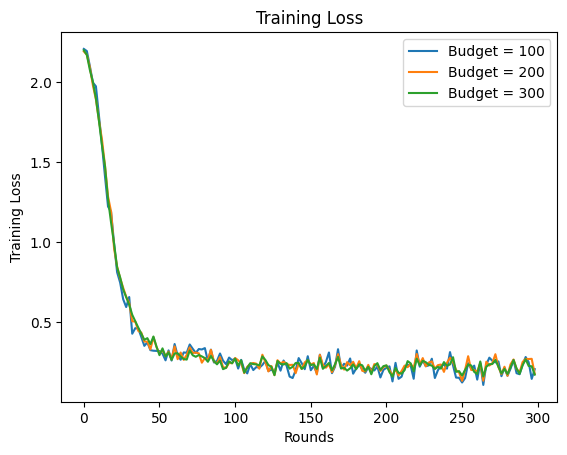 Training Loss
Budget = 100
Budget = 200
Budget = 300
Training Loss
2.0
1.5
1.0
0.5
0 50 100 150 200 250 300
Rounds